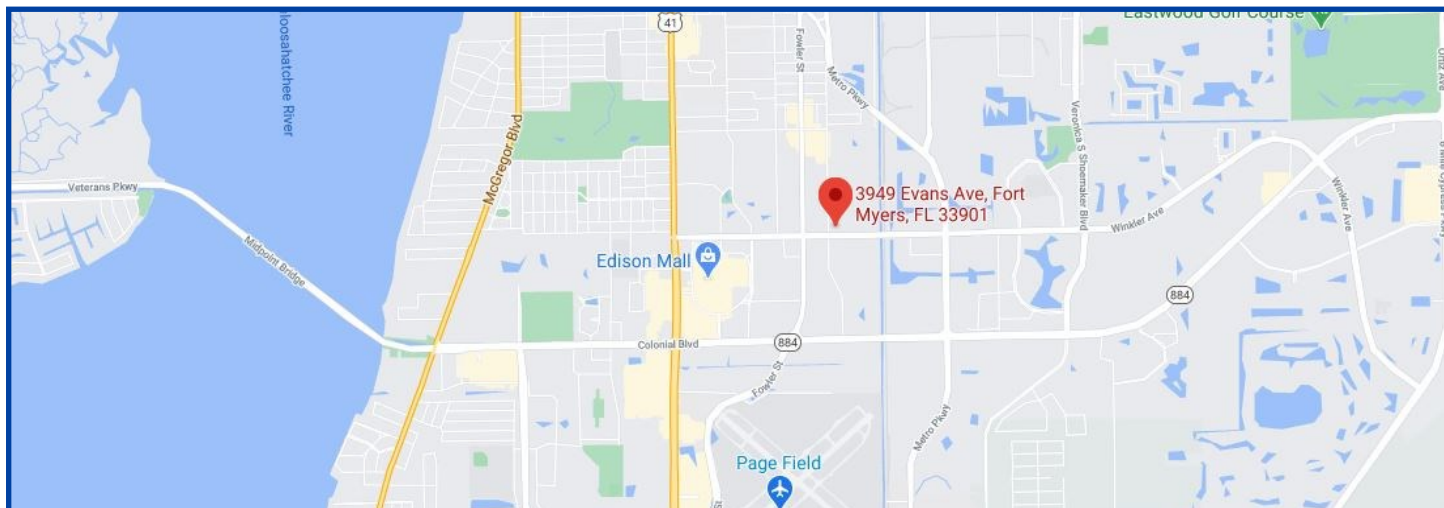 Eastwood Golf Course
41
Fowler St
Metro Pkwy
Ortiz Ave
McGregor Blvd
Veronica S Shoemaker Blvd
Veterans Pkwy
3949 Evans Ave, Fort
Myers, FL 33901
Winkler Ave
Winkler Ave
Midpoint Bridge
Edison Mall
884
Colonial Blvd
884
Fowler St
Metro Pkwy
Page Field